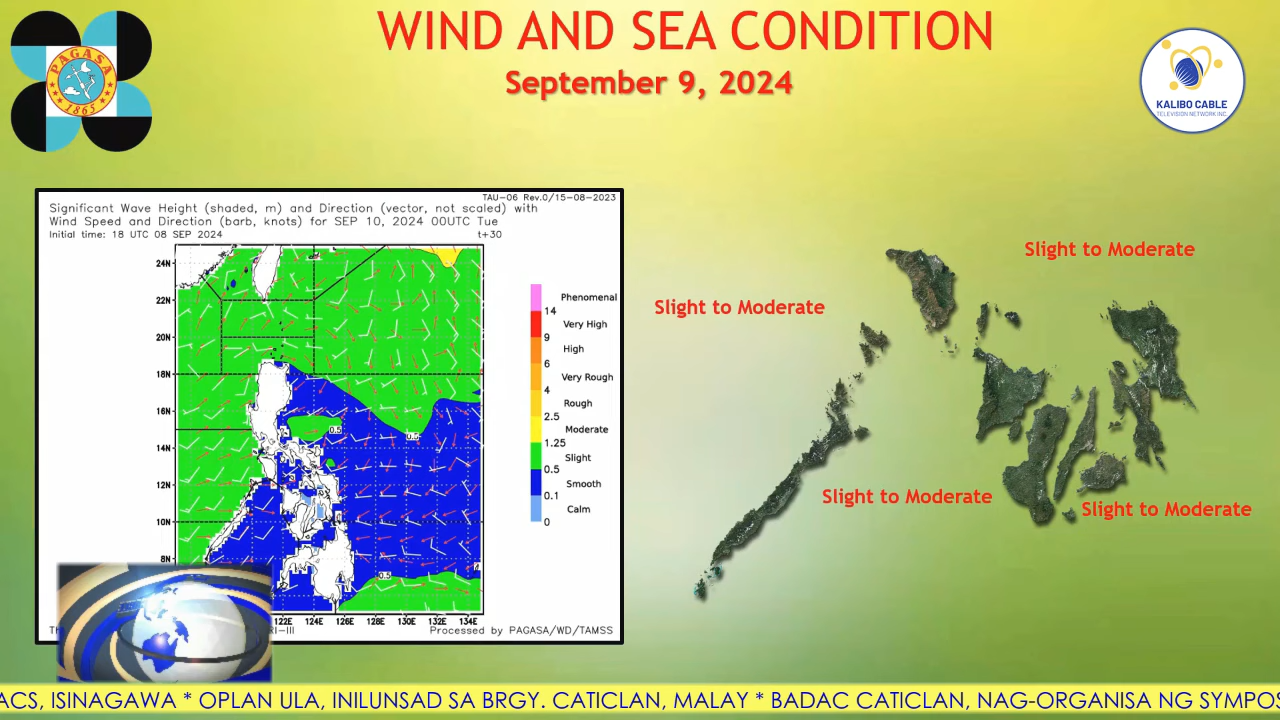 WIND AND SEA CONDITION
September 9, 2024
PAGASA
1865
KALIBO CABLE
TELEVISION NETWORK INC.
TAU-06 Rev.0/15-08-2023
Significant Wave Height (shaded, m) and Direction (vector, not scaled) with
Wind Speed and Direction (barb, knots) for SEP 10, 2024 00UTC Tue
Initial time: 18 UTC 08 SEP 2024 t+30
24N
22N
20N
18N
16N
14N
12N
10N
8N
122E 124E 126E 128E 130E 132E 134E
0.5
0.5
0.5
Phenomenal
14
Very High
9
High
6
Very Rough
4
Rough
2.5
Moderate
1.25
Slight
0.5
Smooth
0.1
Calm
0
RI-III Processed by PAGASA/WD/TAMSS
Slight to Moderate
Slight to Moderate
Slight to Moderate
Slight to Moderate
ACS, ISINAGAWA * OPLAN ULA, INILUNSAD SA BRGY. CATICLAN, MALAY * BADAC CATICLAN, NAG-ORGANISA NG SYMPOS